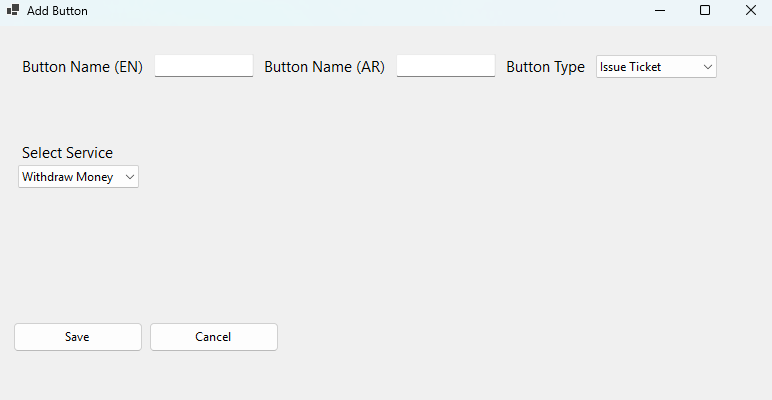 Add Button
Button Name (EN) Button Name (AR) Button Type Issue Ticket
Select Service
Withdraw Money
Save Cancel